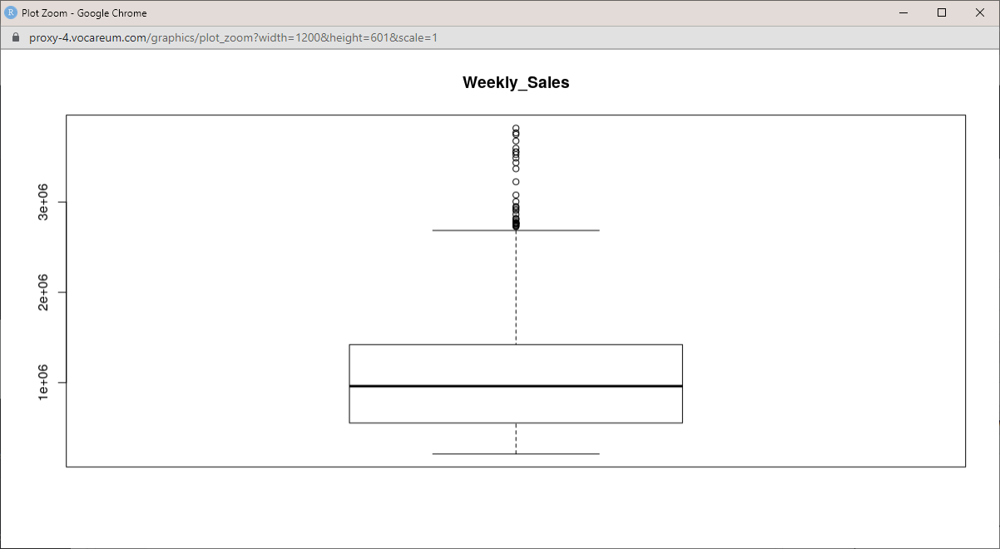 R Plot Zoom - Google Chrome
proxy-4.vocareum.com/graphics/plot_zoom?width=1200&height=601&scale=1
Weekly_Sales
3e+06
2e+06
1e+06